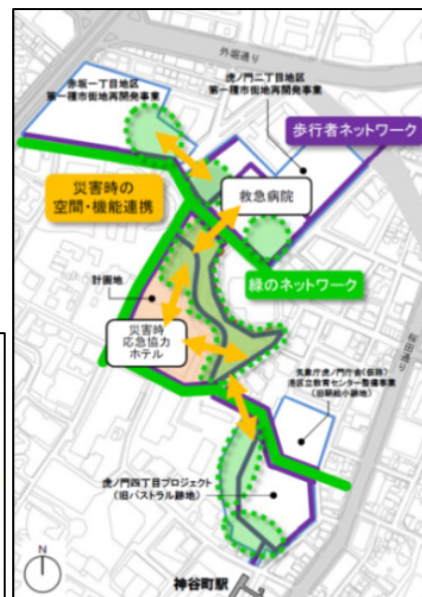 外堀通り
赤坂一丁目地区
第一種市街地再開発事業
虎ノ門二丁目地区
第一種市街地再開発事業
歩行者ネットワーク
災害時の
空間・機能連携
救急病院
緑のネットワーク
計画地
災害時
応急協力
ホテル
桜田通り
気象庁虎ノ門庁舎(仮称)
港区立教育センター整備事業
(旧鞆絵小跡地)
虎ノ門四丁目プロジェクト
(旧パストラル跡地)
N
神谷町駅